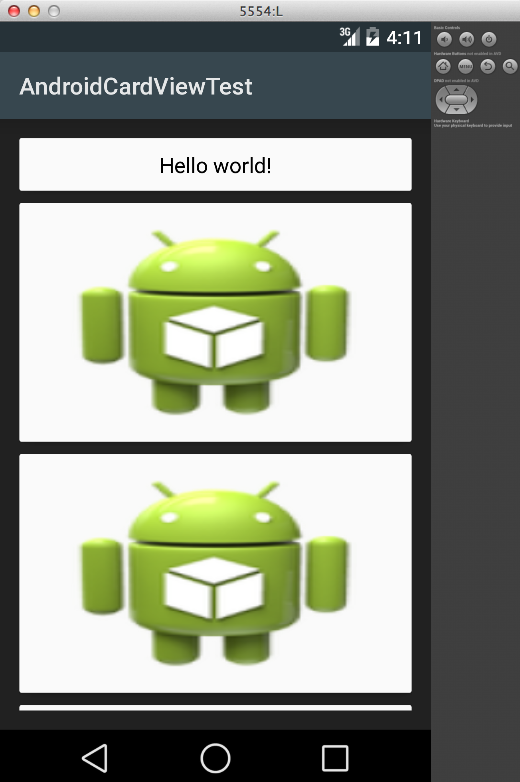 5554:L
3G 4:11
AndroidCardViewTest
Hello world!
Basic Controls
Hardware Buttons not enabled in AVD
MENU
DPAD not enabled in AVD
Hardware Keyboard
Use your physical keyboard to provide input